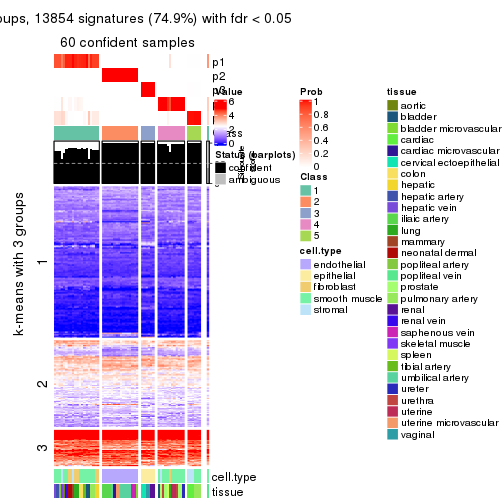 oups, 13854 signatures (74.9%) with fdr < 0.05
60 confident samples
p1
p2
k-means with 3 groups
1
2
3
cell.type
tissue
Value
6
4
2
0
Status (barplots)
confident
ambiguous
Prob
1
0.8
0.6
0.4
0.2
0
Class
1
2
3
4
5
cell.type
endothelial
epithelial
fibroblast
smooth muscle
stromal
tissue
aortic
bladder
bladder microvascular
cardiac
cardiac microvascular
cervical ectoepithelial
colon
hepatic
hepatic artery
hepatic vein
iliaic artery
lung
mammary
neonatal dermal
popliteal artery
popliteal vein
prostate
pulmonary artery
renal
renal vein
saphenous vein
skeletal muscle
spleen
tibial artery
umbilical artery
ureter
urethra
uterine
uterine microvascular
vaginal